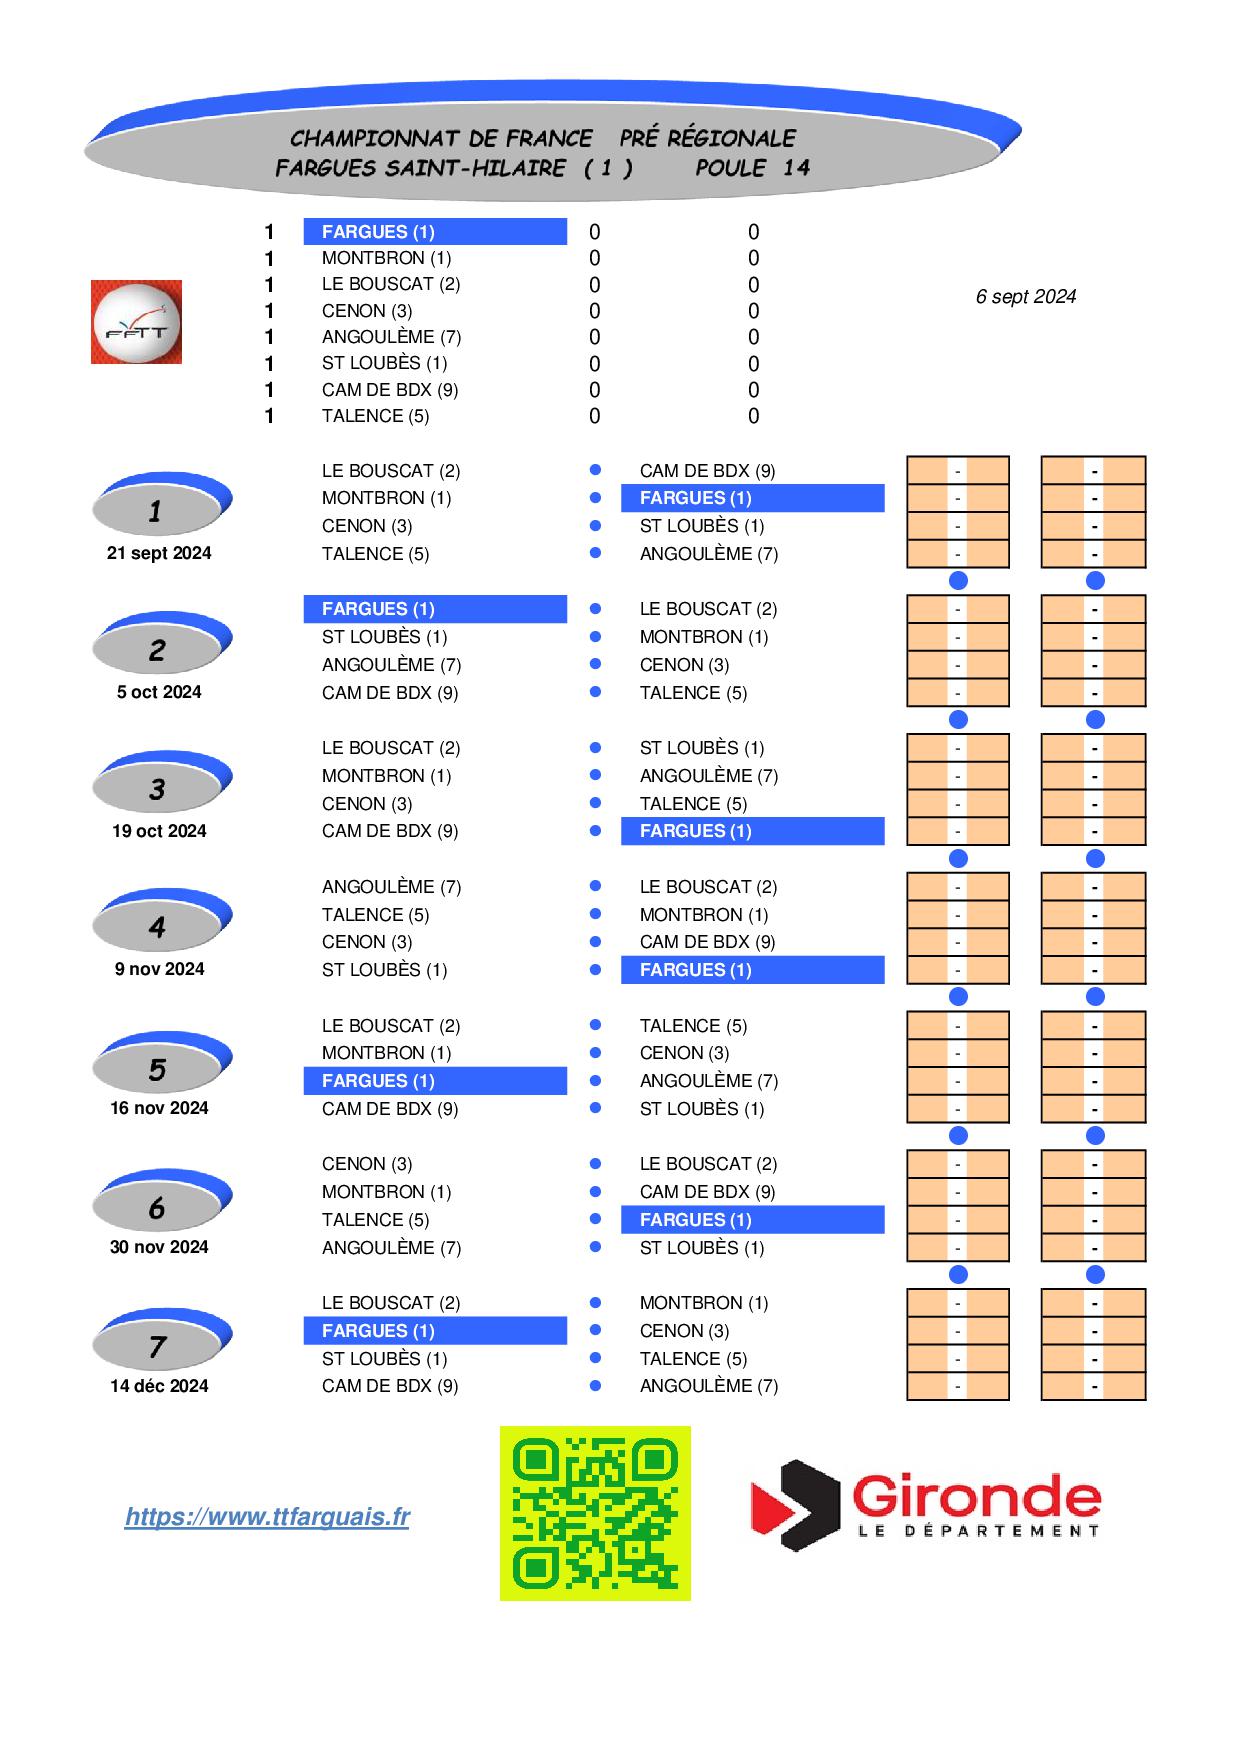 CHAMPIONNAT DE FRANCE PRÉ RÉGIONALE
FARGUES SAINT-HILAIRE ( 1 ) POULE 14
1 FARGUES (1) 0 0
1 MONTBRON (1) 0 0
1 LE BOUSCAT (2) 0 0
6 sept 2024
1 CENON (3) 0 0
FFTT
1 ANGOULÈME (7) 0 0
1 ST LOUBÈS (1) 0 0
1 CAM DE BDX (9) 0 0
1 TALENCE (5) 0 0
1
21 sept 2024
LE BOUSCAT (2) ● CAM DE BDX (9) - -
MONTBRON (1) ● FARGUES (1) - -
CENON (3) ● ST LOUBÈS (1) - -
TALENCE (5) ● ANGOULÈME (7) - -
2
5 oct 2024
FARGUES (1) ● LE BOUSCAT (2) - -
ST LOUBÈS (1) ● MONTBRON (1) - -
ANGOULÈME (7) ● CENON (3) - -
CAM DE BDX (9) ● TALENCE (5) - -
3
19 oct 2024
LE BOUSCAT (2) ● ST LOUBÈS (1) - -
MONTBRON (1) ● ANGOULÈME (7) - -
CENON (3) ● TALENCE (5) - -
CAM DE BDX (9) ● FARGUES (1) - -
4
9 nov 2024
ANGOULÈME (7) ● LE BOUSCAT (2) - -
TALENCE (5) ● MONTBRON (1) - -
CENON (3) ● CAM DE BDX (9) - -
ST LOUBÈS (1) ● FARGUES (1) - -
5
16 nov 2024
LE BOUSCAT (2) ● TALENCE (5) - -
MONTBRON (1) ● CENON (3) - -
FARGUES (1) ● ANGOULÈME (7) - -
CAM DE BDX (9) ● ST LOUBÈS (1) - -
6
30 nov 2024
CENON (3) ● LE BOUSCAT (2) - -
MONTBRON (1) ● CAM DE BDX (9) - -
TALENCE (5) ● FARGUES (1) - -
ANGOULÈME (7) ● ST LOUBÈS (1) - -
7
14 déc 2024
LE BOUSCAT (2) ● MONTBRON (1) - -
FARGUES (1) ● CENON (3) - -
ST LOUBÈS (1) ● TALENCE (5) - -
CAM DE BDX (9) ● ANGOULÈME (7) - -
https://www.ttfarguais.fr
Gironde
LE DÉPARTEMENT